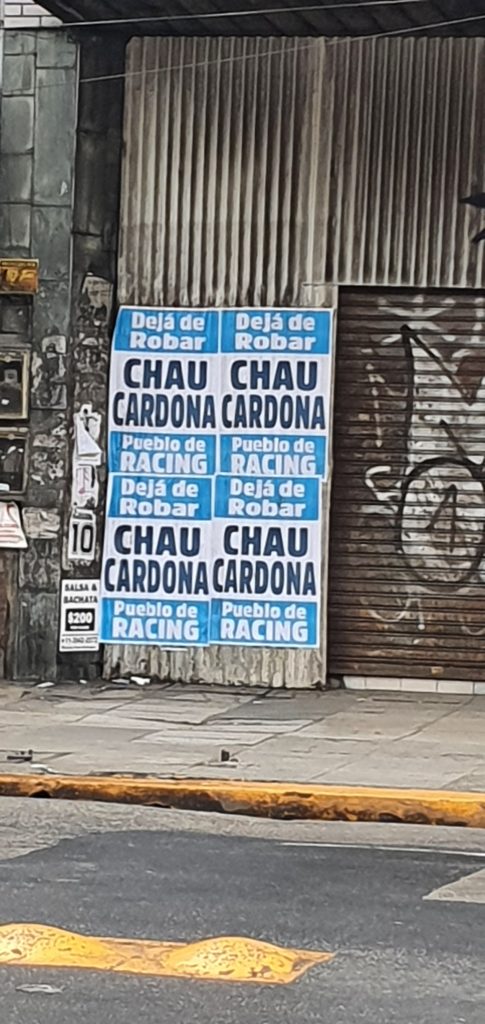 Dejá de
Robar
CHAU
CARDONA
Pueblo de
RACING
Dejá de
Robar
CHAU
CARDONA
Pueblo de
RACING
Dejá de
Robar
CHAU
CARDONA
Pueblo de
RACING
Dejá de
Robar
CHAU
CARDONA
Pueblo de
RACING
10
SALSA &
BACHATA
$200